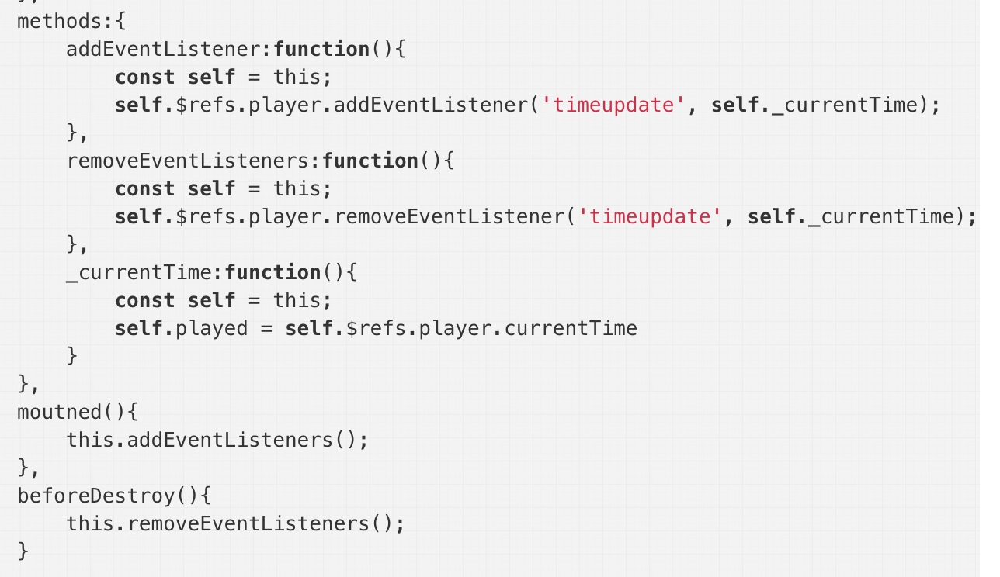 },
methods:{
    addEventListener:function(){
        const self = this;
        self.$refs.player.addEventListener('timeupdate', self._currentTime);
    },
    removeEventListeners:function(){
        const self = this;
        self.$refs.player.removeEventListener('timeupdate', self._currentTime);
    },
    _currentTime:function(){
        const self = this;
        self.played = self.$refs.player.currentTime
    }
},
moutned(){
    this.addEventListeners();
},
beforeDestroy(){
    this.removeEventListeners();
}